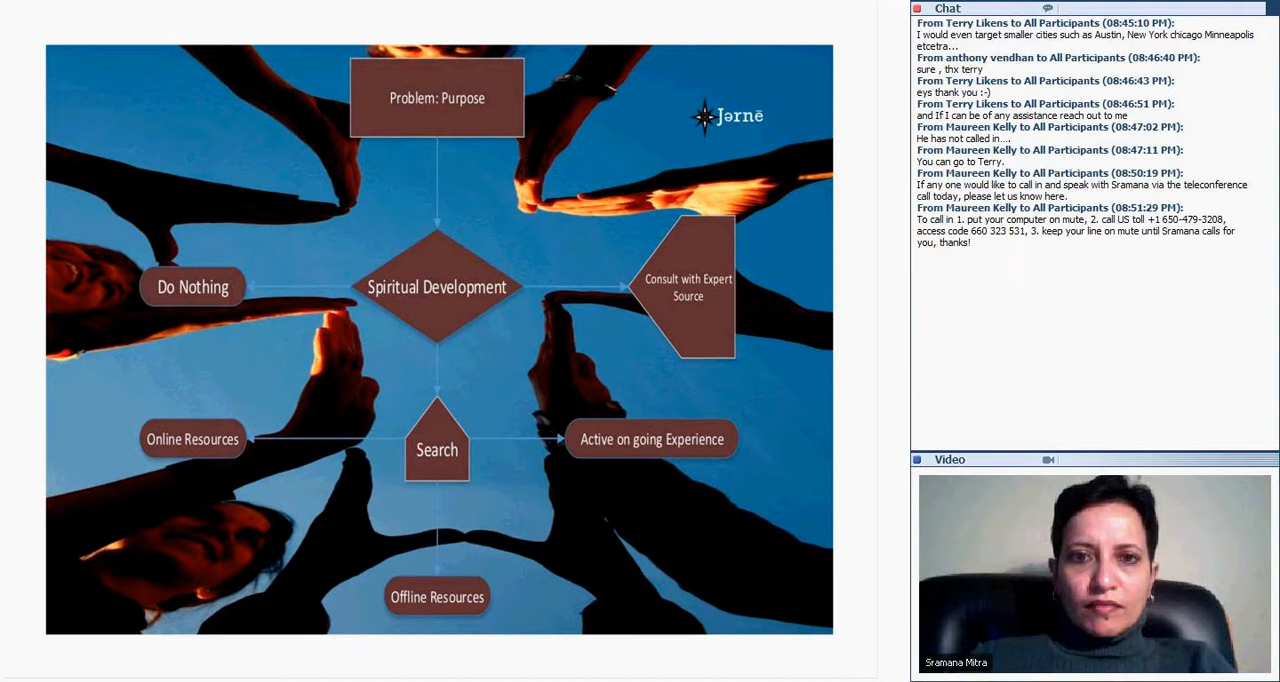 Problem: Purpose
Jərnē
Do Nothing
Spiritual Development
Consult with Expert
Source
Online Resources
Search
Active on going Experience
Offline Resources
Chat
From Terry Likens to All Participants (08:45:10 PM):
I would even target smaller cities such as Austin, New York chicago Minneapolis
etcetra...
From anthony vendhan to All Participants (08:46:40 PM):
sure , thx terry
From Terry Likens to All Participants (08:46:43 PM):
eys thank you :-)
From Terry Likens to All Participants (08:46:51 PM):
and If I can be of any assistance reach out to me
From Maureen Kelly to All Participants (08:47:02 PM):
He has not called in....
From Maureen Kelly to All Participants (08:47:11 PM):
You can go to Terry.
From Maureen Kelly to All Participants (08:50:19 PM):
If any one would like to call in and speak with Sramana via the teleconference
call today, please let us know here.
From Maureen Kelly to All Participants (08:51:29 PM):
To call in 1. put your computer on mute, 2. call US toll +1 650-479-3208,
access code 660 323 531, 3. keep your line on mute until Sramana calls for
you, thanks!
Video
Sramana Mitra